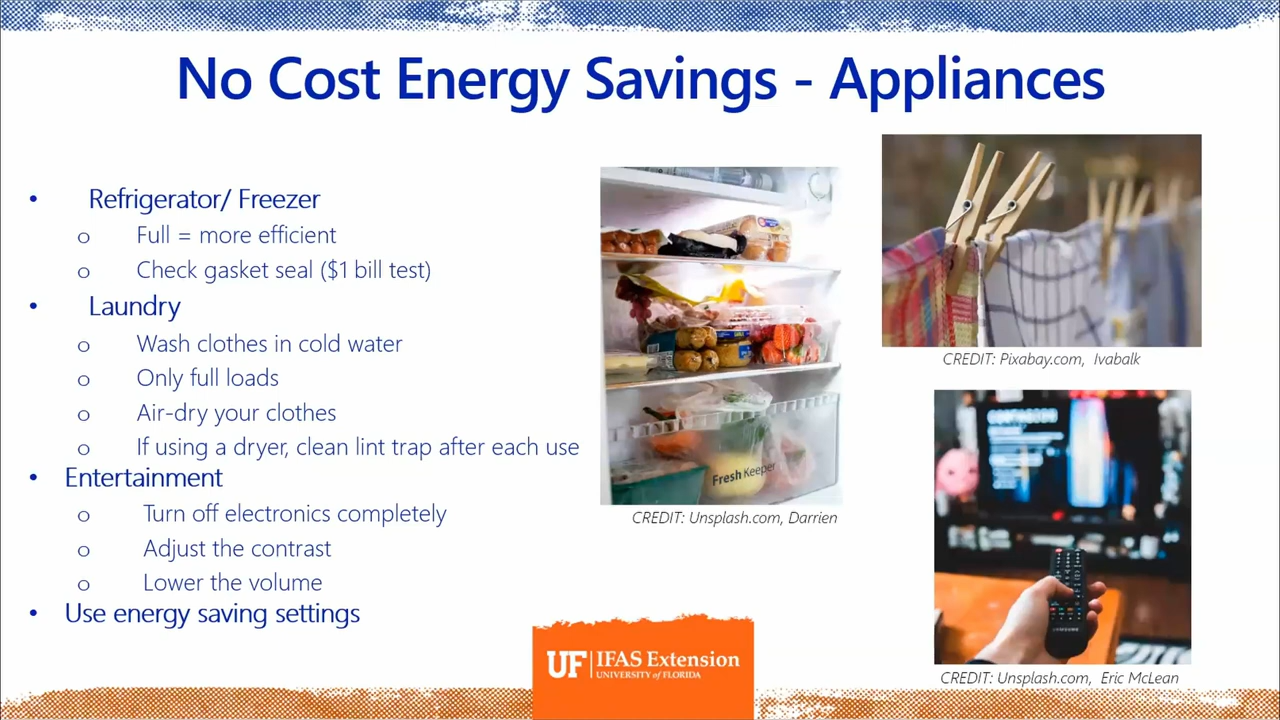 No Cost Energy Savings - Appliances
• Refrigerator/ Freezer
o Full = more efficient
o Check gasket seal ($1 bill test)
• Laundry
o Wash clothes in cold water
o Only full loads
o Air-dry your clothes
o If using a dryer, clean lint trap after each use
• Entertainment
o Turn off electronics completely
o Adjust the contrast
o Lower the volume
• Use energy saving settings
Fresh Keeper
CREDIT: Unsplash.com, Darrien
CREDIT: Pixabay.com, Ivabalk
SAMSUNG
CREDIT: Unsplash.com, Eric McLean
UF IFAS Extension
UNIVERSITY of FLORIDA